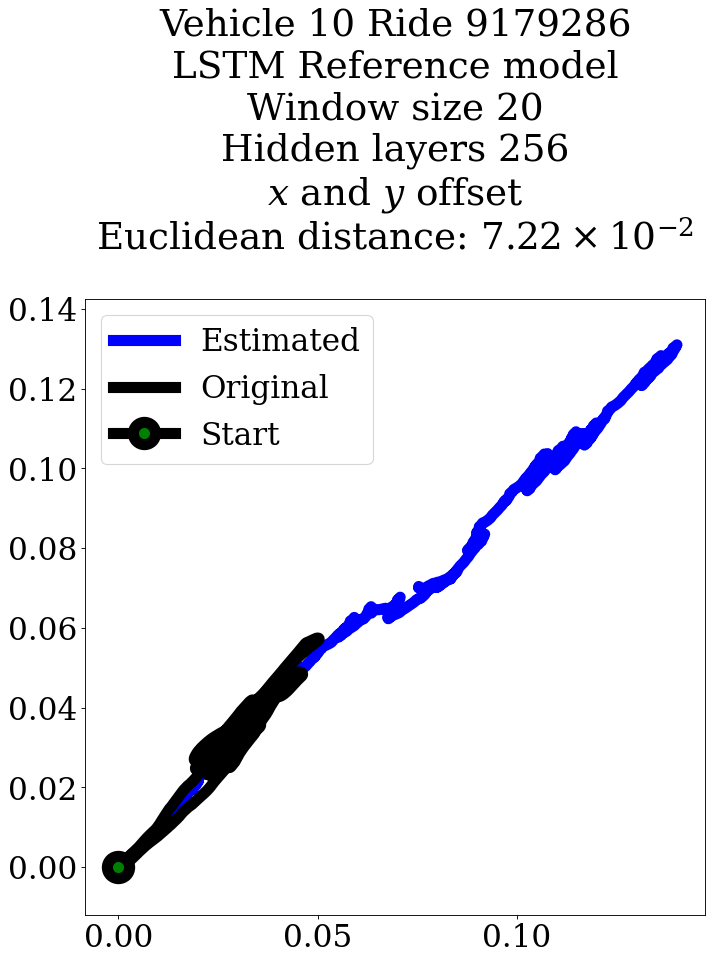 Vehicle 10 Ride 9179286
LSTM Reference model
Window size 20
Hidden layers 256
x and y offset
Euclidean distance: 7.22 × 10⁻²
0.14
0.12
0.10
0.08
0.06
0.04
0.02
0.00
Estimated
Original
Start
0.00 0.05 0.10